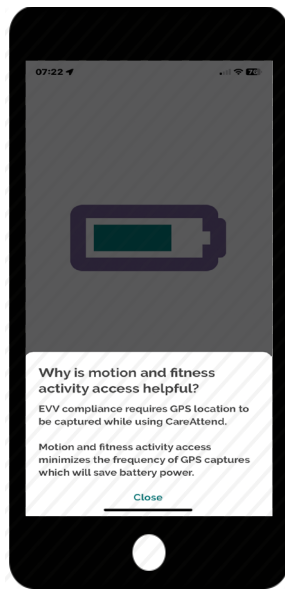 07:22
70
Why is motion and fitness
activity access helpful?
EVV compliance requires GPS location to
be captured while using CareAttend.
Motion and fitness activity access
minimizes the frequency of GPS captures
which will save battery power.
Close